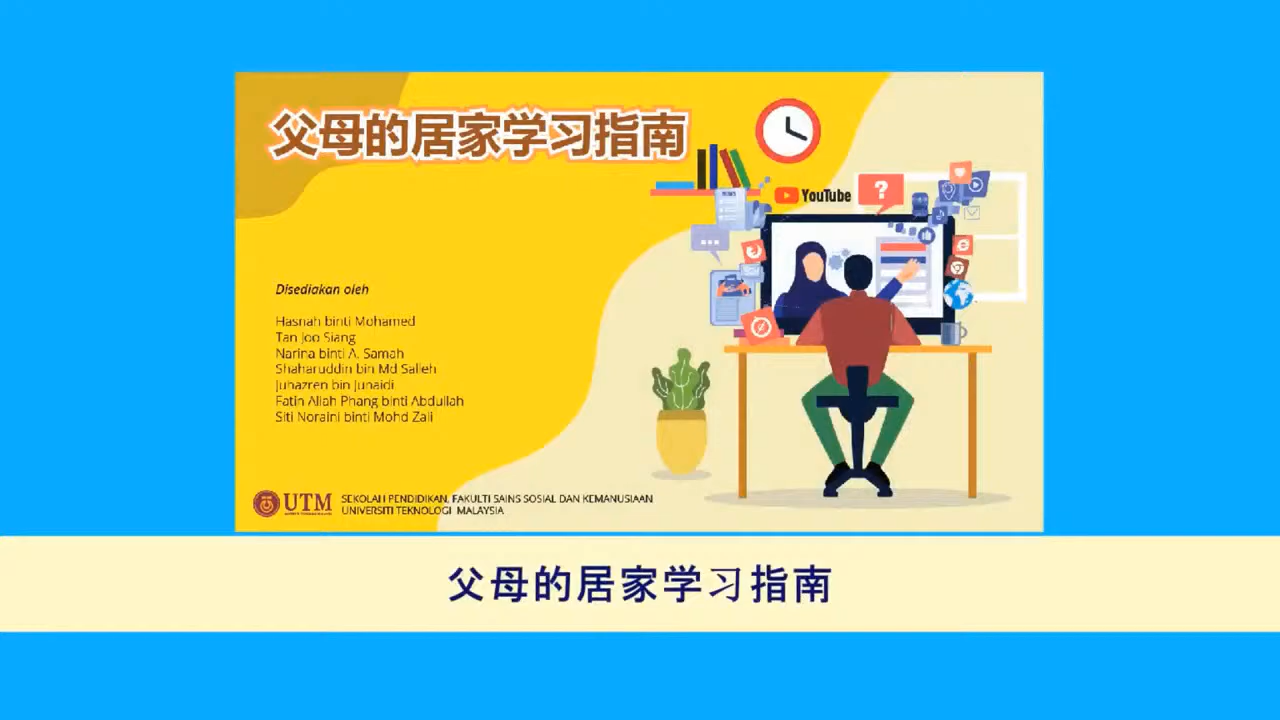 父母的居家学习指南
YouTube
?
Disediakan oleh
Hasnah binti Mohamed
Tan Joo Siang
Narina binti A. Samah
Shaharuddin bin Md Salleh
Juhazren bin Junaidi
Fatin Aliah Phang binti Abdullah
Siti Noraini binti Mohd Zali
UTM
SEKOLAH PENDIDIKAN, FAKULTI SAINS SOSIAL DAN KEMANUSIAAN
UNIVERSITI TEKNOLOGI MALAYSIA
父母的居家学习指南